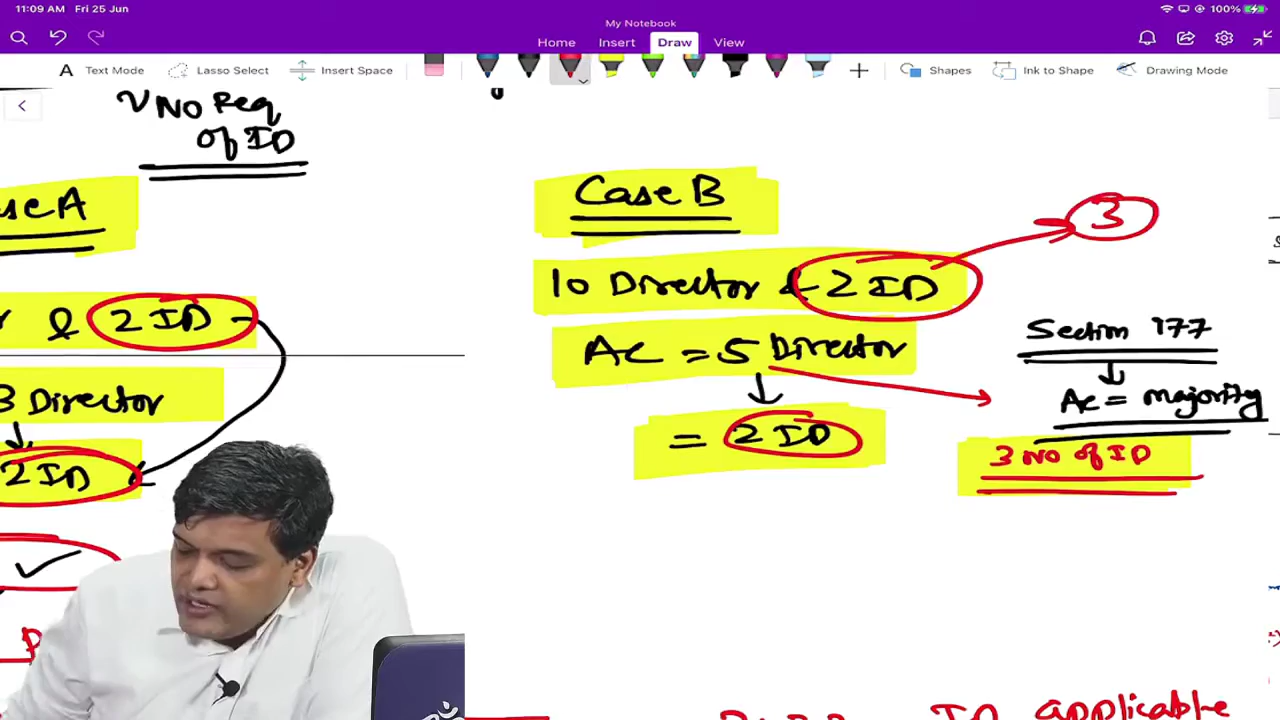 11:09 AM Fri 25 Jun
100%
My Notebook
Home Insert Draw View
Text Mode Lasso Select Insert Space Shapes Ink to Shape Drawing Mode
No Req
of ID
ase A
Case B
3
10 Director & 2 ID
& 2 ID
AC = 5 Director
Section 177
3 Director
AC = majority
= 2 ID
3 No of ID
2 ID
ID applicable